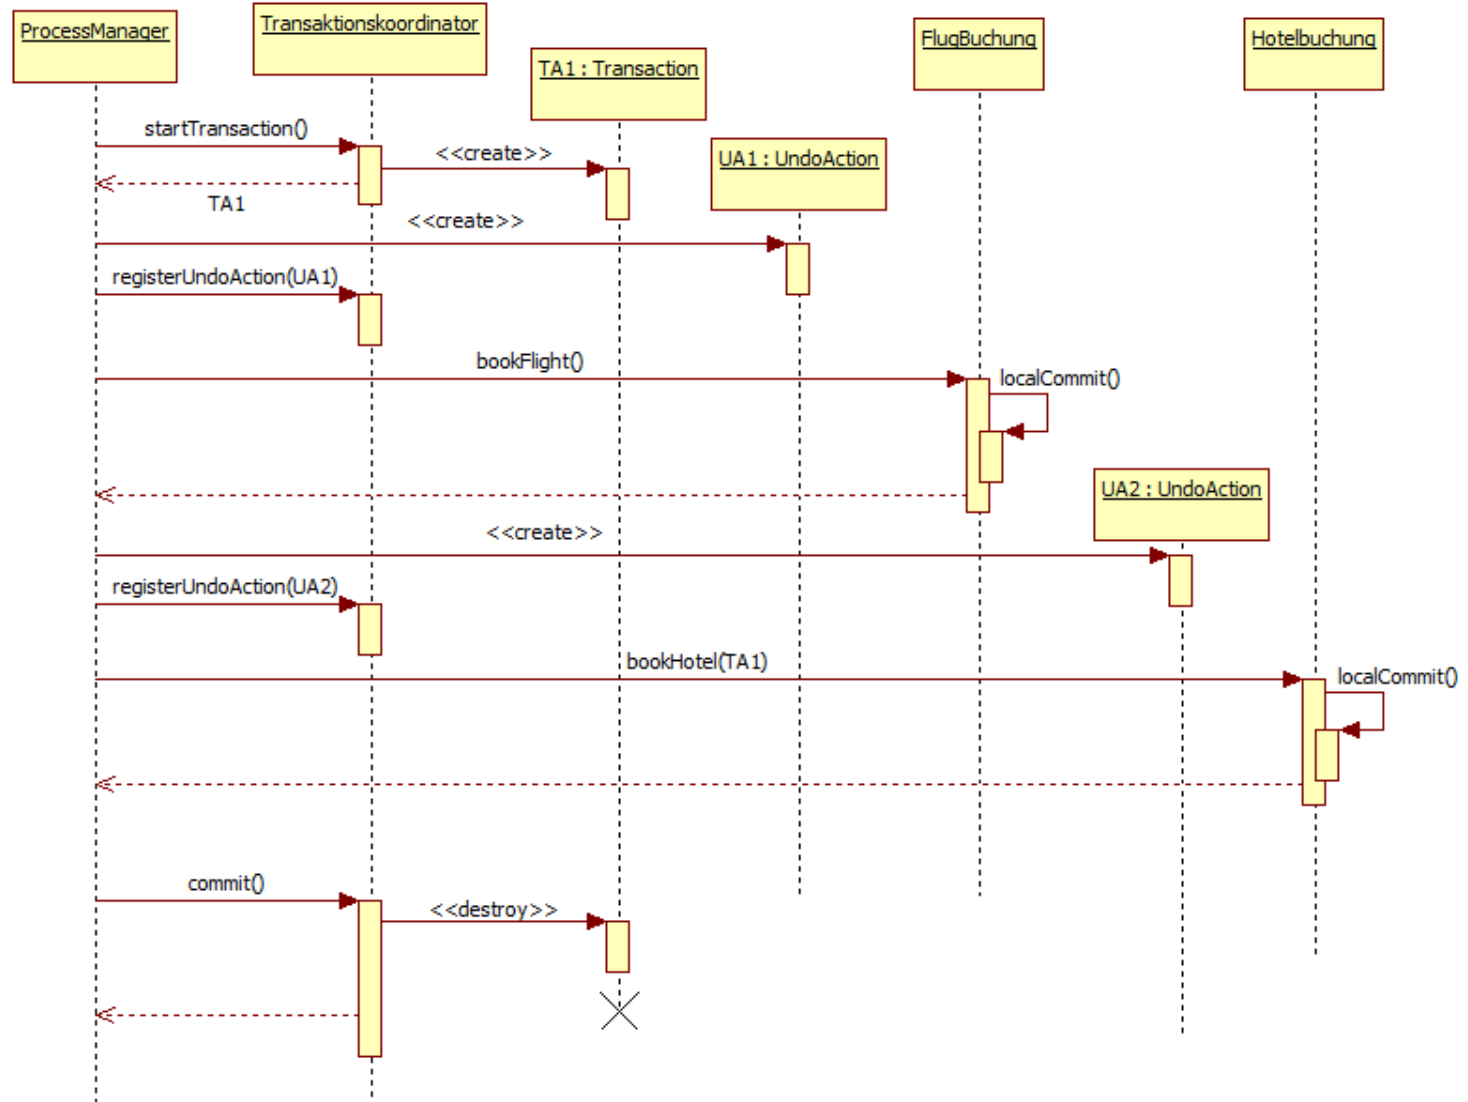 ProcessManager
Transaktionskoordinator
TA1 : Transaction
FlugBuchung
Hotelbuchung
startTransaction()
<<create>>
UA1 : UndoAction
TA1
<<create>>
registerUndoAction(UA1)
bookFlight()
localCommit()
UA2 : UndoAction
<<create>>
registerUndoAction(UA2)
bookHotel(TA1)
localCommit()
commit()
<<destroy>>